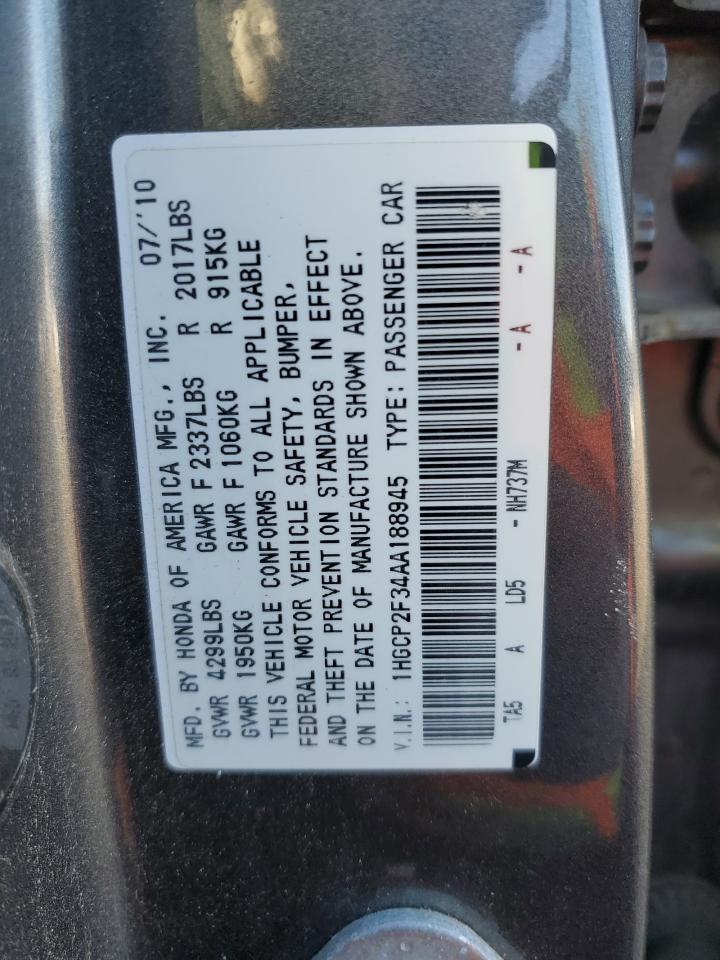 MFD. BY HONDA OF AMERICA MFG., INC. 07/'10
GVWR 4299LBS GAWR F 2337LBS R 2017LBS
GVWR 1950KG GAWR F 1060KG R 915KG
THIS VEHICLE CONFORMS TO ALL APPLICABLE
FEDERAL MOTOR VEHICLE SAFETY, BUMPER,
AND THEFT PREVENTION STANDARDS IN EFFECT
ON THE DATE OF MANUFACTURE SHOWN ABOVE.
V.I.N.: 1HGCP2F34AA188945 TYPE: PASSENGER CAR
TA5 A LD5 - NH737M - A - A